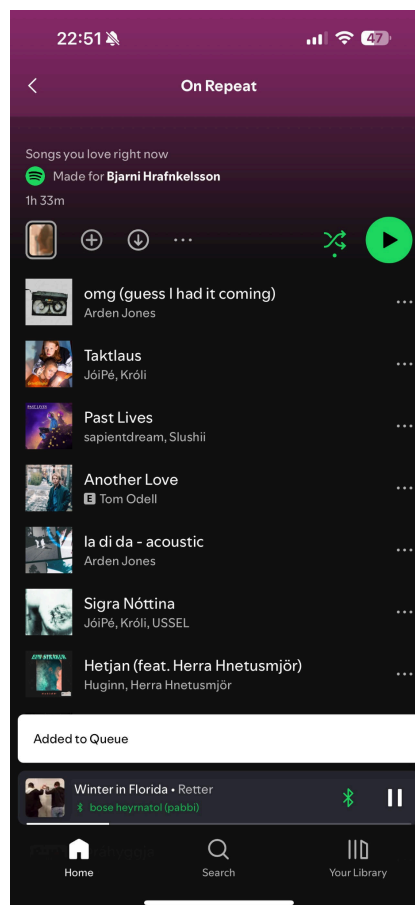 22:51
47
On Repeat
Songs you love right now
Made for Bjarni Hrafnkelsson
1h 33m
omg (guess I had it coming)
Arden Jones
Taktlaus
JóiPé, Króli
Past Lives
sapientdream, Slushii
Another Love
E Tom Odell
la di da - acoustic
Arden Jones
Sigra Nóttina
JóiPé, Króli, USSEL
Hetjan (feat. Herra Hnetusmjör)
Huginn, Herra Hnetusmjör
Added to Queue
Winter in Florida • Retter
bose heyrnatol (pabbi)
Home
Search
Your Library